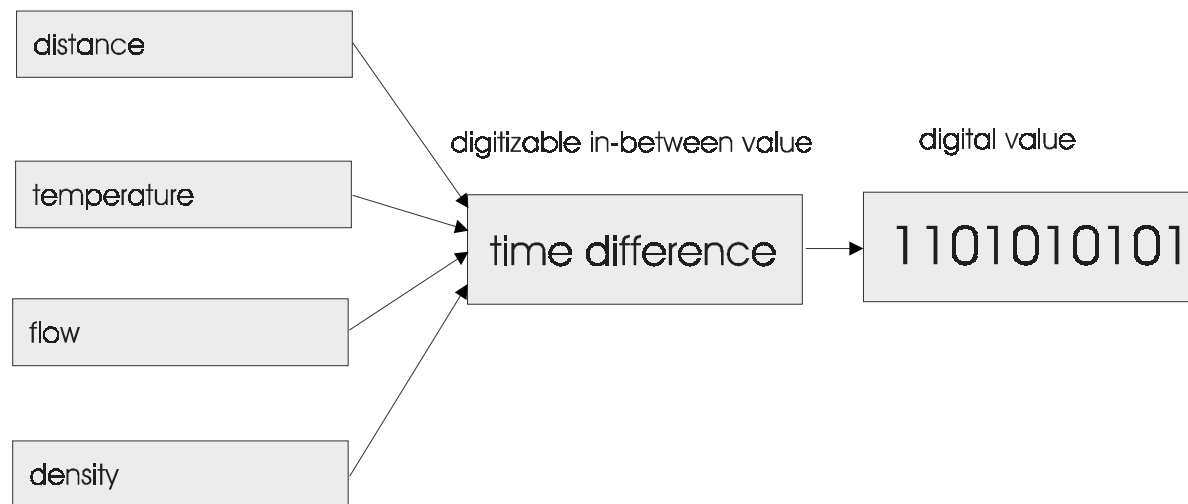 distance
temperature
flow
density
digitizable in-between value
time difference
digital value
1101010101